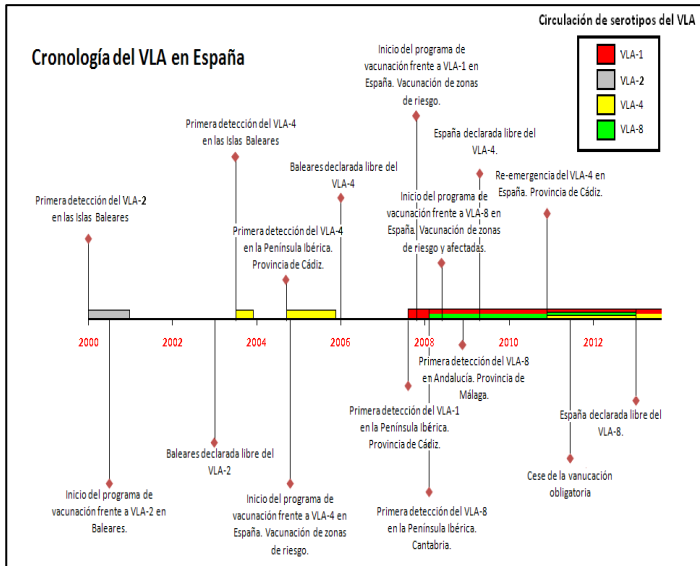 Circulación de serotipos del VLA
VLA-1
VLA-2
VLA-4
VLA-8
Cronología del VLA en España
Inicio del programa de
vacunación frente a VLA-1 en
España. Vacunación de zonas
de riesgo.
Primera detección del VLA-4
en las Islas Baleares
España declarada libre del
VLA-4.
Baleares declarada libre del
VLA-4
Re-emergencia del VLA-4 en
España. Provincia de Cádiz.
Primera detección del VLA-2
en las Islas Baleares
Inicio del programa de
vacunación frente a VLA-8 en
España. Vacunación de zonas
de riesgo y afectadas.
Primera detección del VLA-4
en la Península Ibérica.
Provincia de Cádiz.
2000 2002 2004 2006 2008 2010 2012
Primera detección del VLA-8
en Andalucía. Provincia de
Málaga.
Primera detección del VLA-1
en la Península Ibérica.
Provincia de Cádiz.
España declarada libre del
VLA-8.
Baleares declarada libre del
VLA-2
Cese de la vanucación
obligatoria
Inicio del programa de
vacunación frente a VLA-2 en
Baleares.
Inicio del programa de
vacunación frente a VLA-4 en
España. Vacunación de zonas
de riesgo.
Primera detección del VLA-8
en la Península Ibérica.
Cantabria.